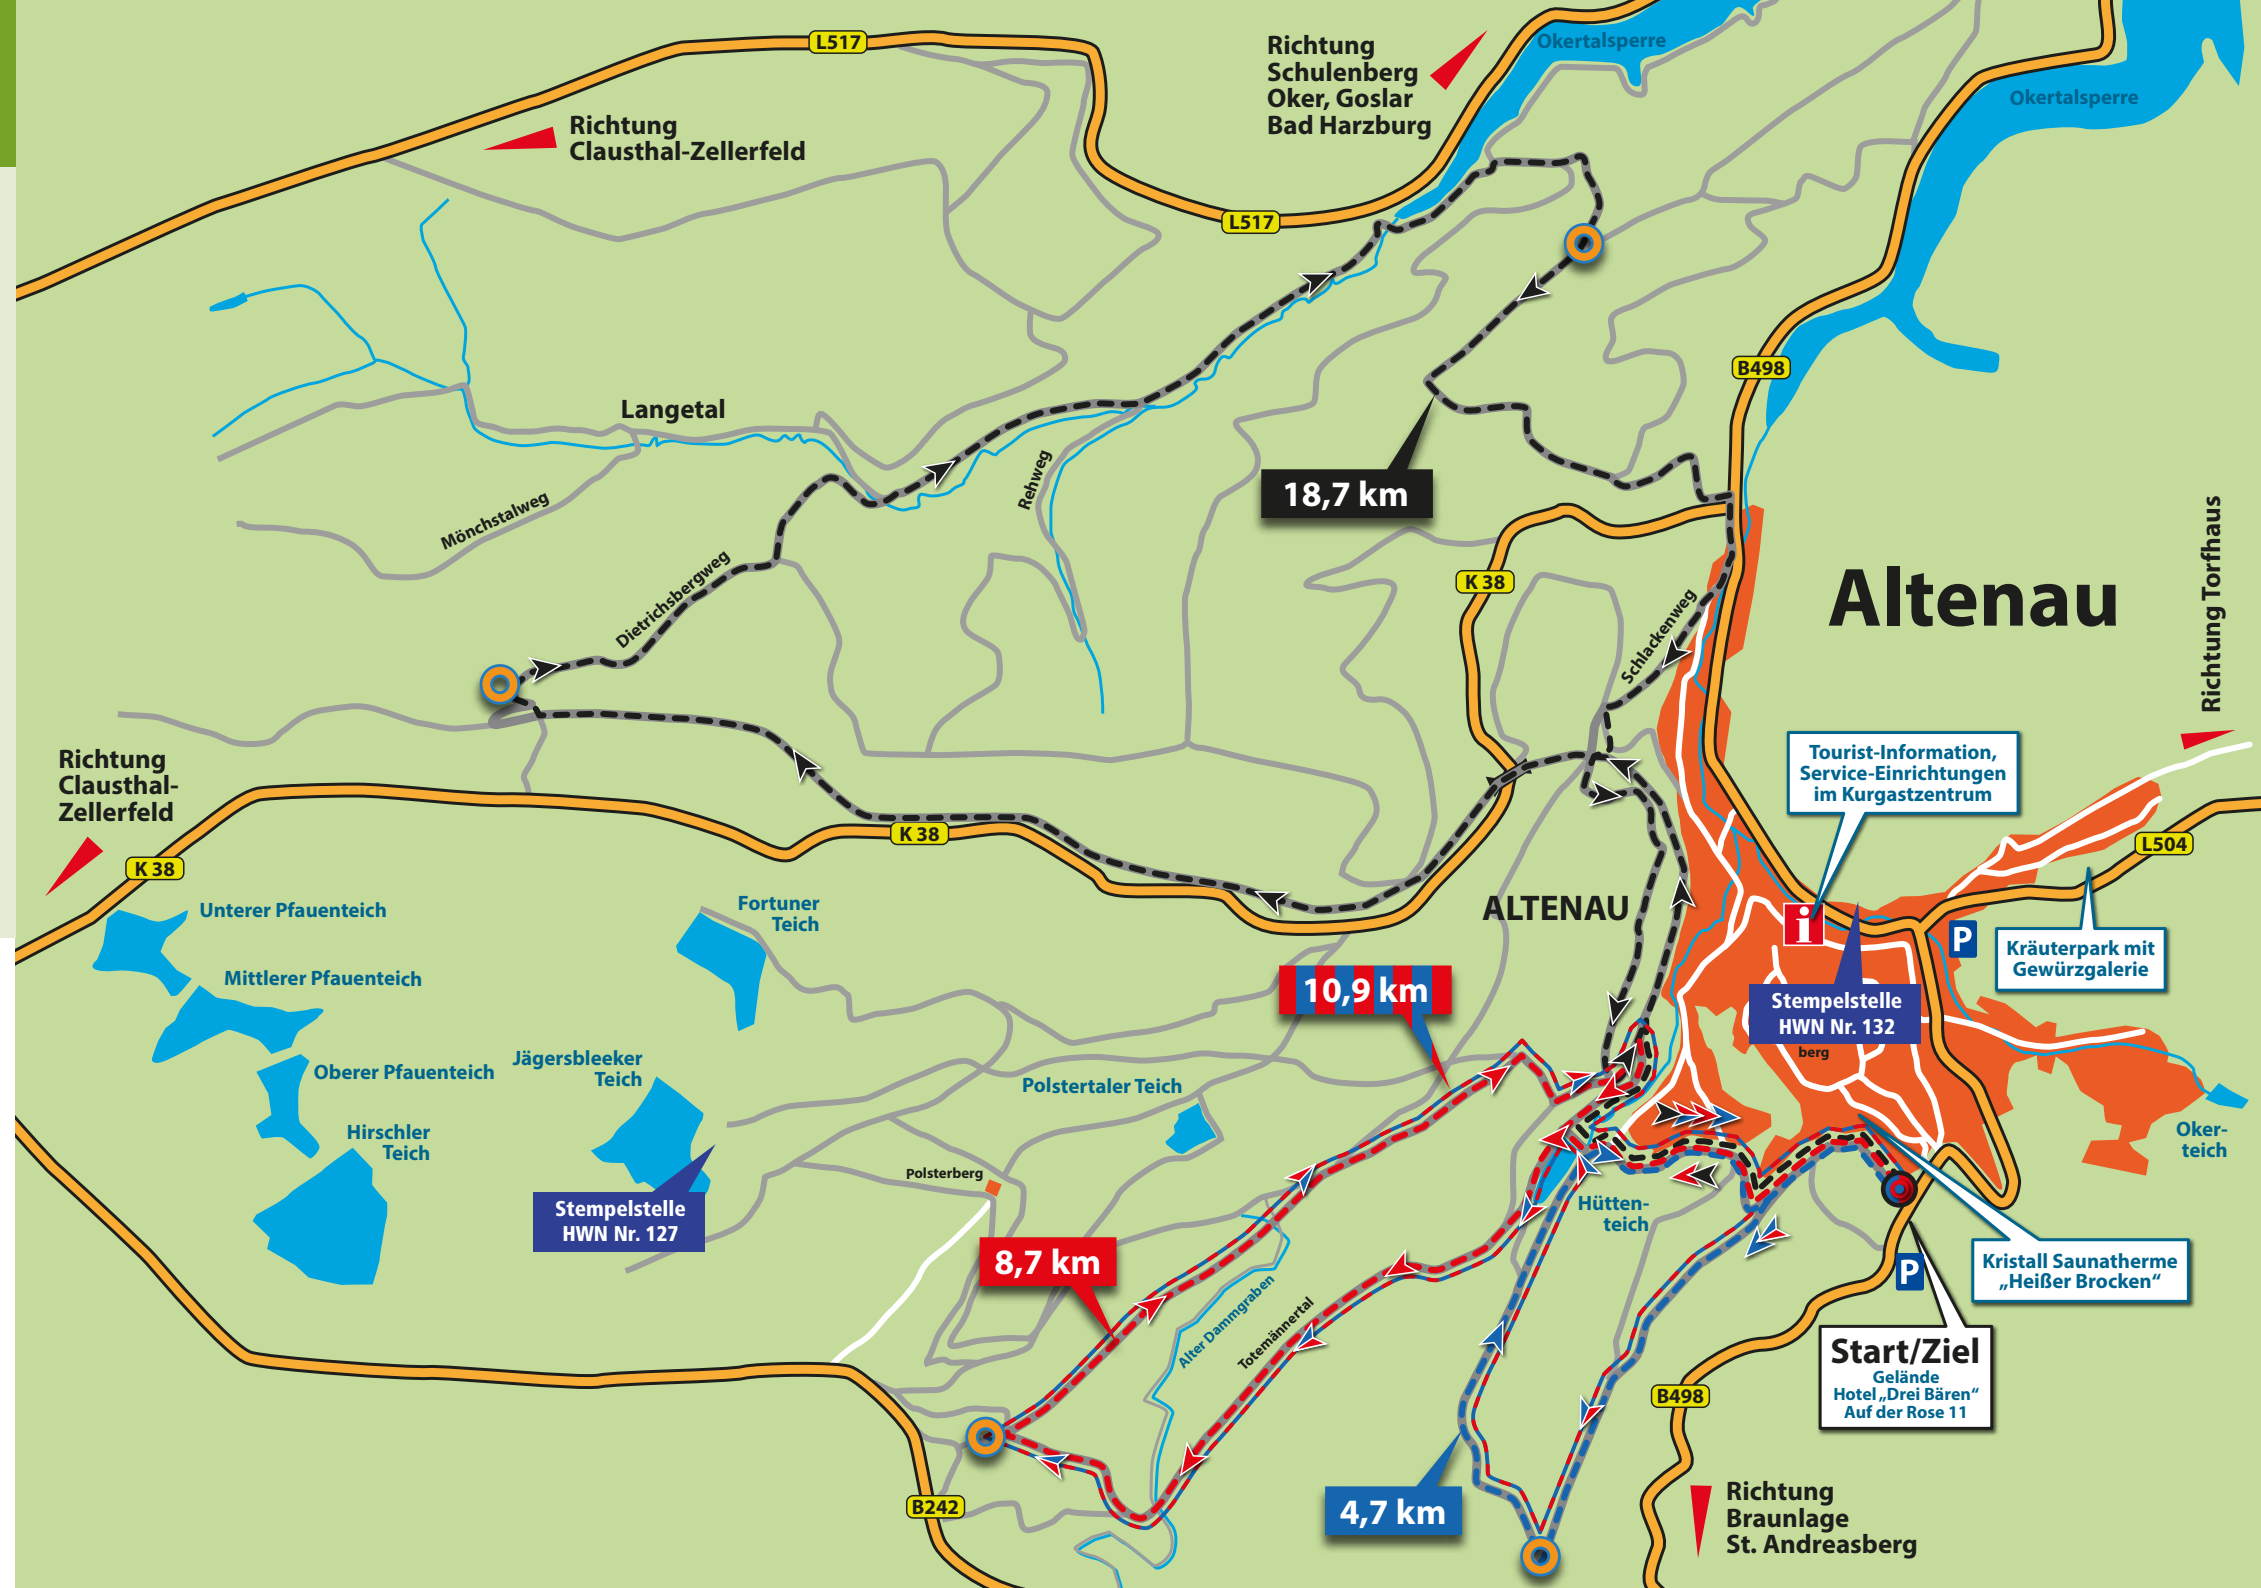 L517
Richtung
Clausthal-Zellerfeld
Richtung
Schulenberg
Oker, Goslar
Bad Harzburg
Okertalsperre
Okertalsperre
L517
B498
Langetal
Mönchstalweg
Rehweg
Dietrichsbergweg
18,7 km
K 38
Schlackenweg
Altenau
Richtung Torfhaus
Richtung
Clausthal-
Zellerfeld
K 38
K 38
Tourist-Information,
Service-Einrichtungen
im Kurgastzentrum
L504
ALTENAU
i
P
Kräuterpark mit
Gewürzgalerie
Unterer Pfauenteich
Mittlerer Pfauenteich
Oberer Pfauenteich
Hirschler
Teich
Fortuner
Teich
Jägersbleeker
Teich
Stempelstelle
HWN Nr. 127
Polstertaler Teich
Polsterberg
10,9 km
Stempelstelle
HWN Nr. 132
berg
Oker-
teich
Hütten-
teich
8,7 km
Alter Dammgraben
Totemännertal
P
Kristall Saunatherme
„Heißer Brocken“
Start/Ziel
Gelände
Hotel „Drei Bären“
Auf der Rose 11
B498
B242
4,7 km
Richtung
Braunlage
St. Andreasberg